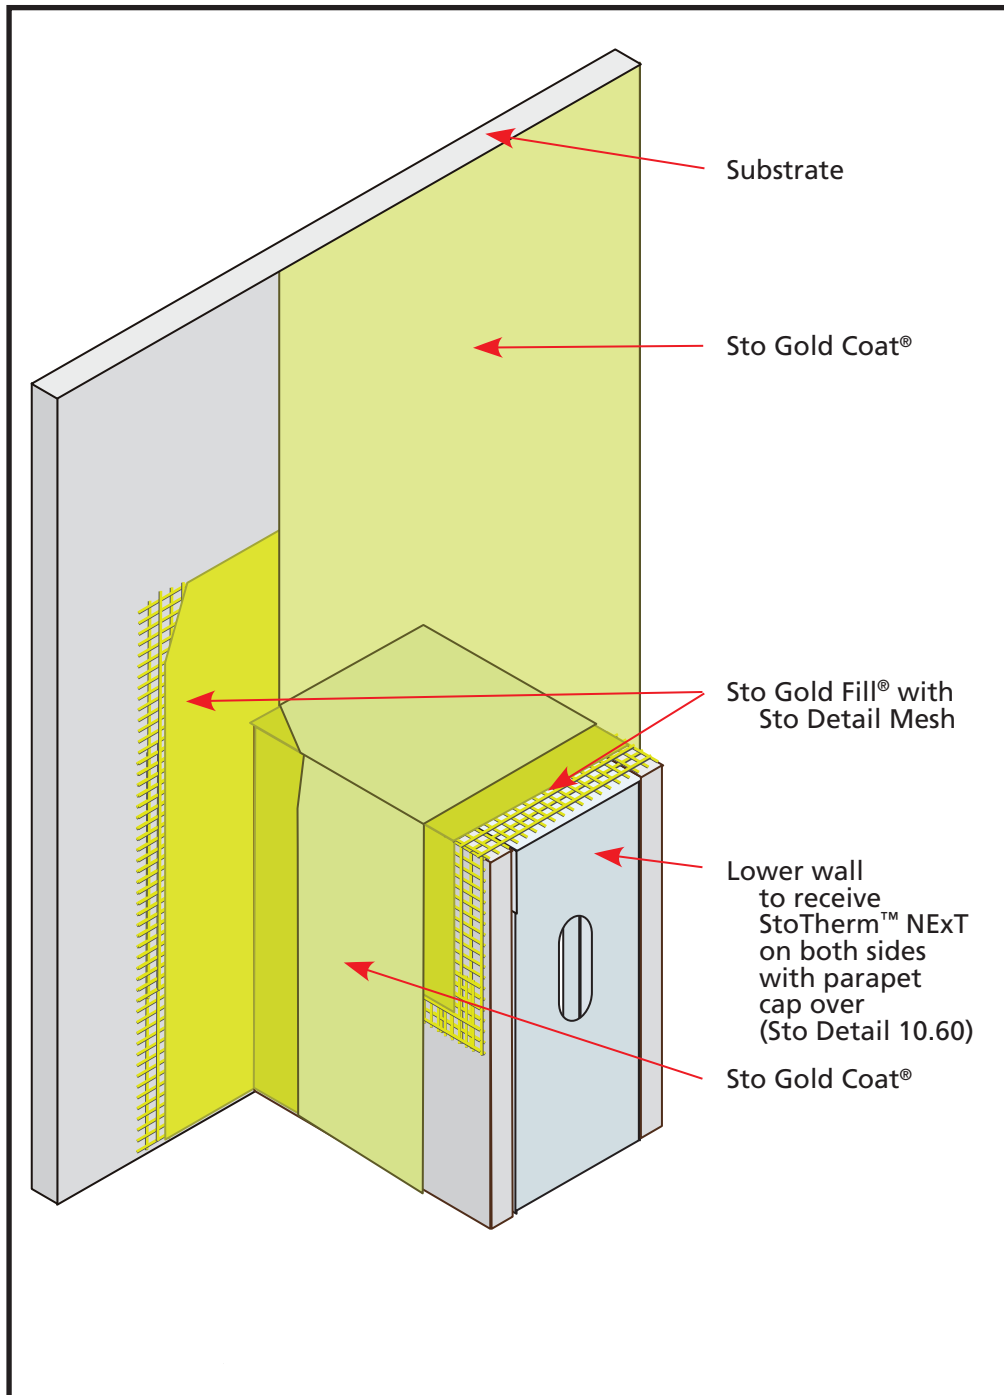 Substrate
Sto Gold Coat®
Sto Gold Fill® with
Sto Detail Mesh
Lower wall
to receive
StoTherm™ NExT
on both sides
with parapet
cap over
(Sto Detail 10.60)
Sto Gold Coat®